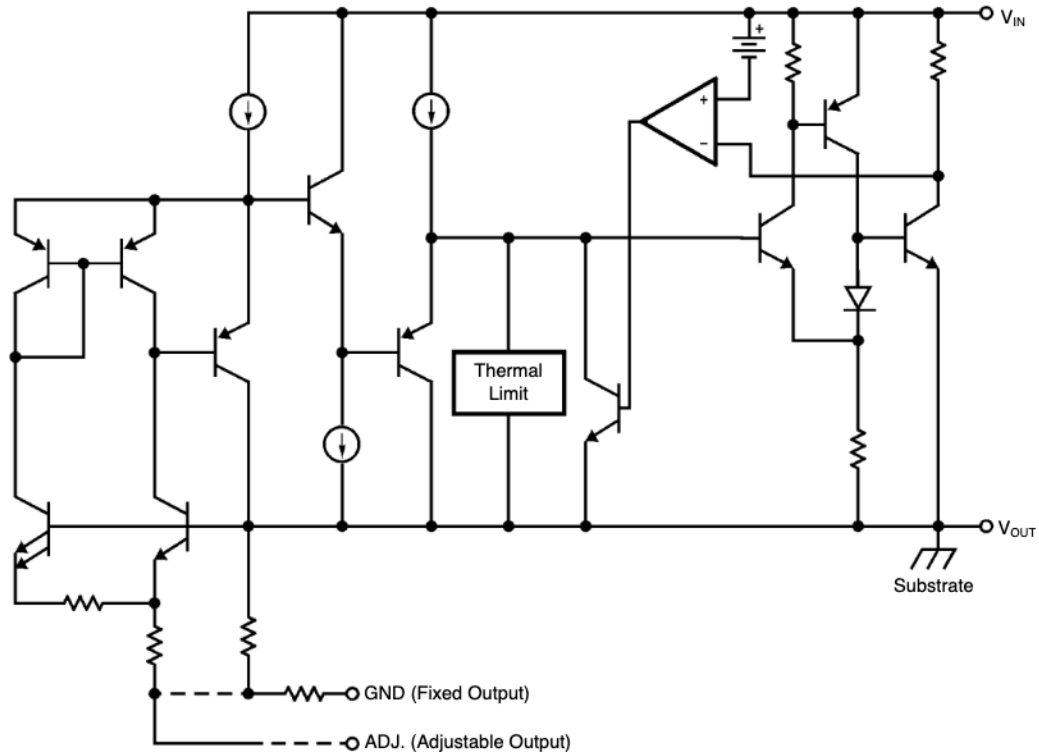 V_IN
+
+
−
Thermal
Limit
V_OUT
Substrate
GND (Fixed Output)
ADJ. (Adjustable Output)